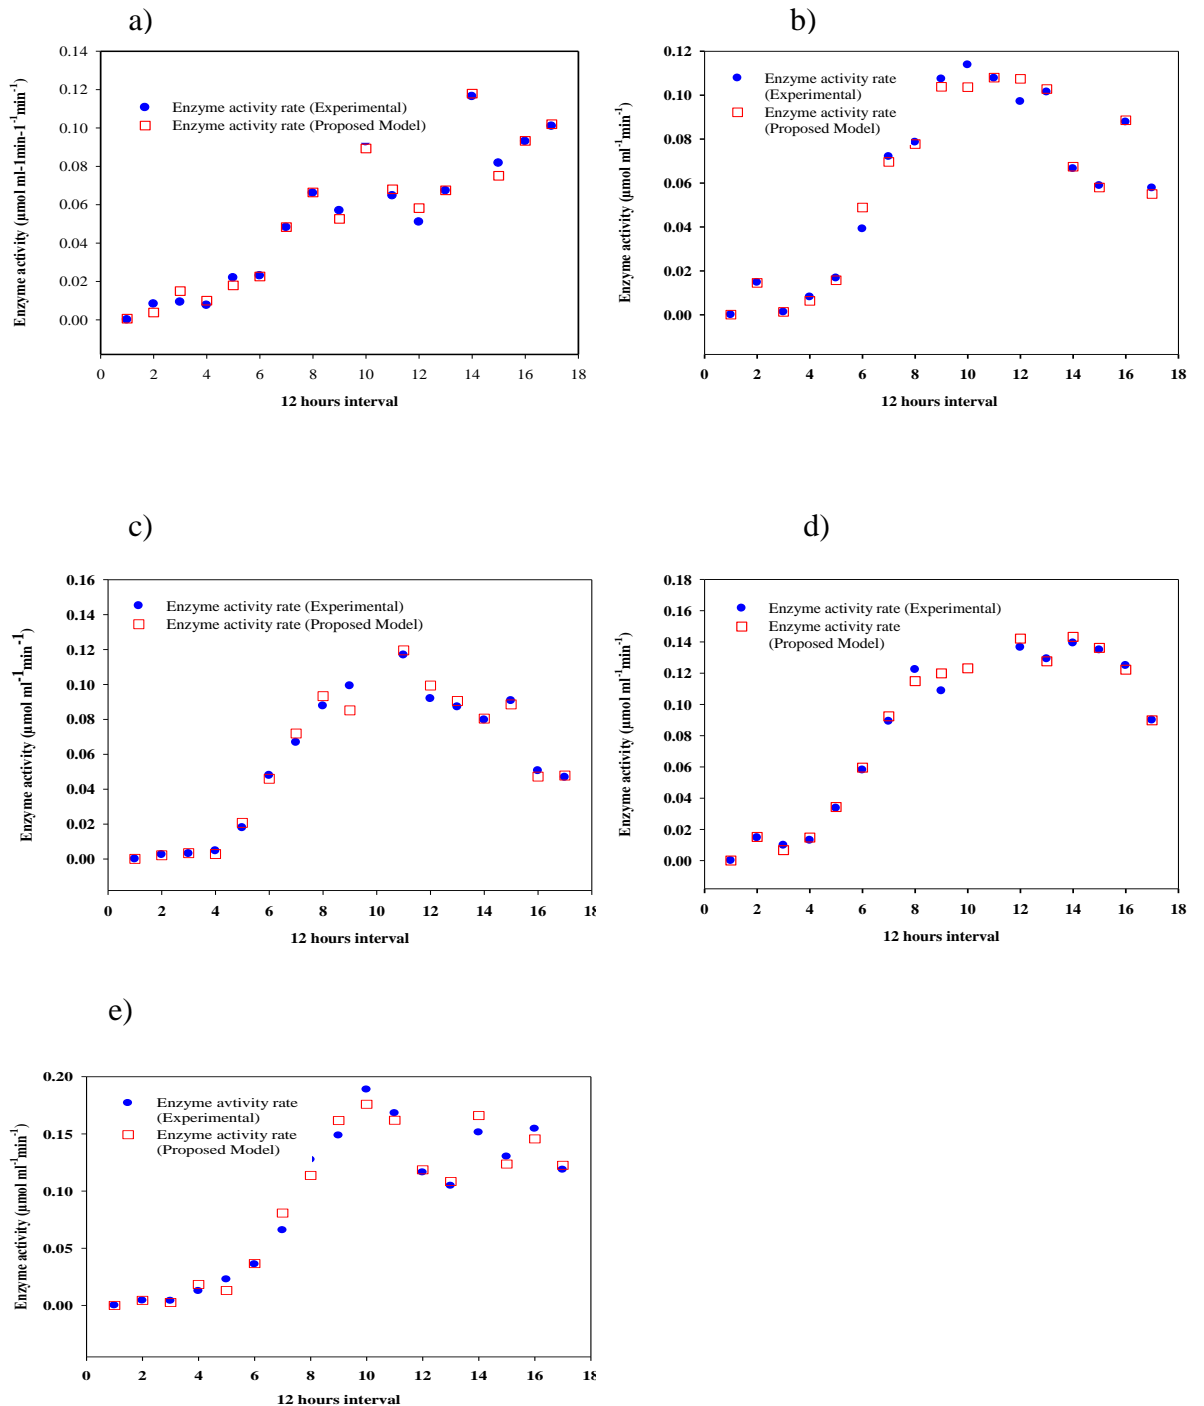 a)
Enzyme activity (µmol ml-1min-1⁻¹min⁻¹)
0.14
0.12
0.10
0.08
0.06
0.04
0.02
0.00
Enzyme activity rate (Experimental)
Enzyme activity rate (Proposed Model)
0 2 4 6 8 10 12 14 16 18
12 hours interval
b)
Enzyme activity (µmol ml⁻¹min⁻¹)
0.12
0.10
0.08
0.06
0.04
0.02
0.00
Enzyme activity rate
(Experimental)
Enzyme activity rate
(Proposed Model)
0 2 4 6 8 10 12 14 16 18
12 hours interval
c)
Enzyme activity (µmol ml⁻¹min⁻¹)
0.16
0.14
0.12
0.10
0.08
0.06
0.04
0.02
0.00
Enzyme activity rate (Experimental)
Enzyme activity rate (Proposed Model)
0 2 4 6 8 10 12 14 16 18
12 hours interval
d)
Enzyme activity (µmol ml⁻¹min⁻¹)
0.18
0.16
0.14
0.12
0.10
0.08
0.06
0.04
0.02
0.00
Enzyme activity rate (Experimental)
Enzyme activity rate
(Proposed Model)
0 2 4 6 8 10 12 14 16 18
12 hours interval
e)
Enzyme activity (µmol ml⁻¹min⁻¹)
0.20
0.15
0.10
0.05
0.00
Enzyme avtivity rate
(Experimental)
Enzyme activity rate
(Proposed Model)
0 2 4 6 8 10 12 14 16 18
12 hours interval